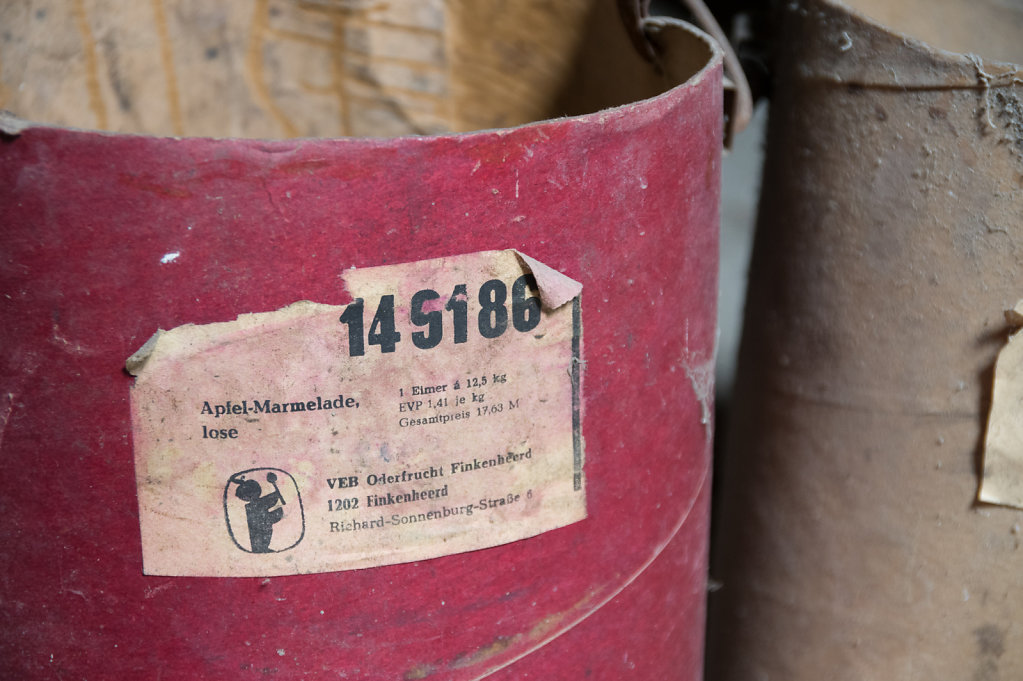 149186
Apfel-Marmelade,
lose
1 Eimer á 12,5 kg
EVP 1,41 je kg
Gesamtpreis 17,63 M
VEB Oderfrucht Finkenheerd
1202 Finkenheerd
Richard-Sonnenburg-Straße 6